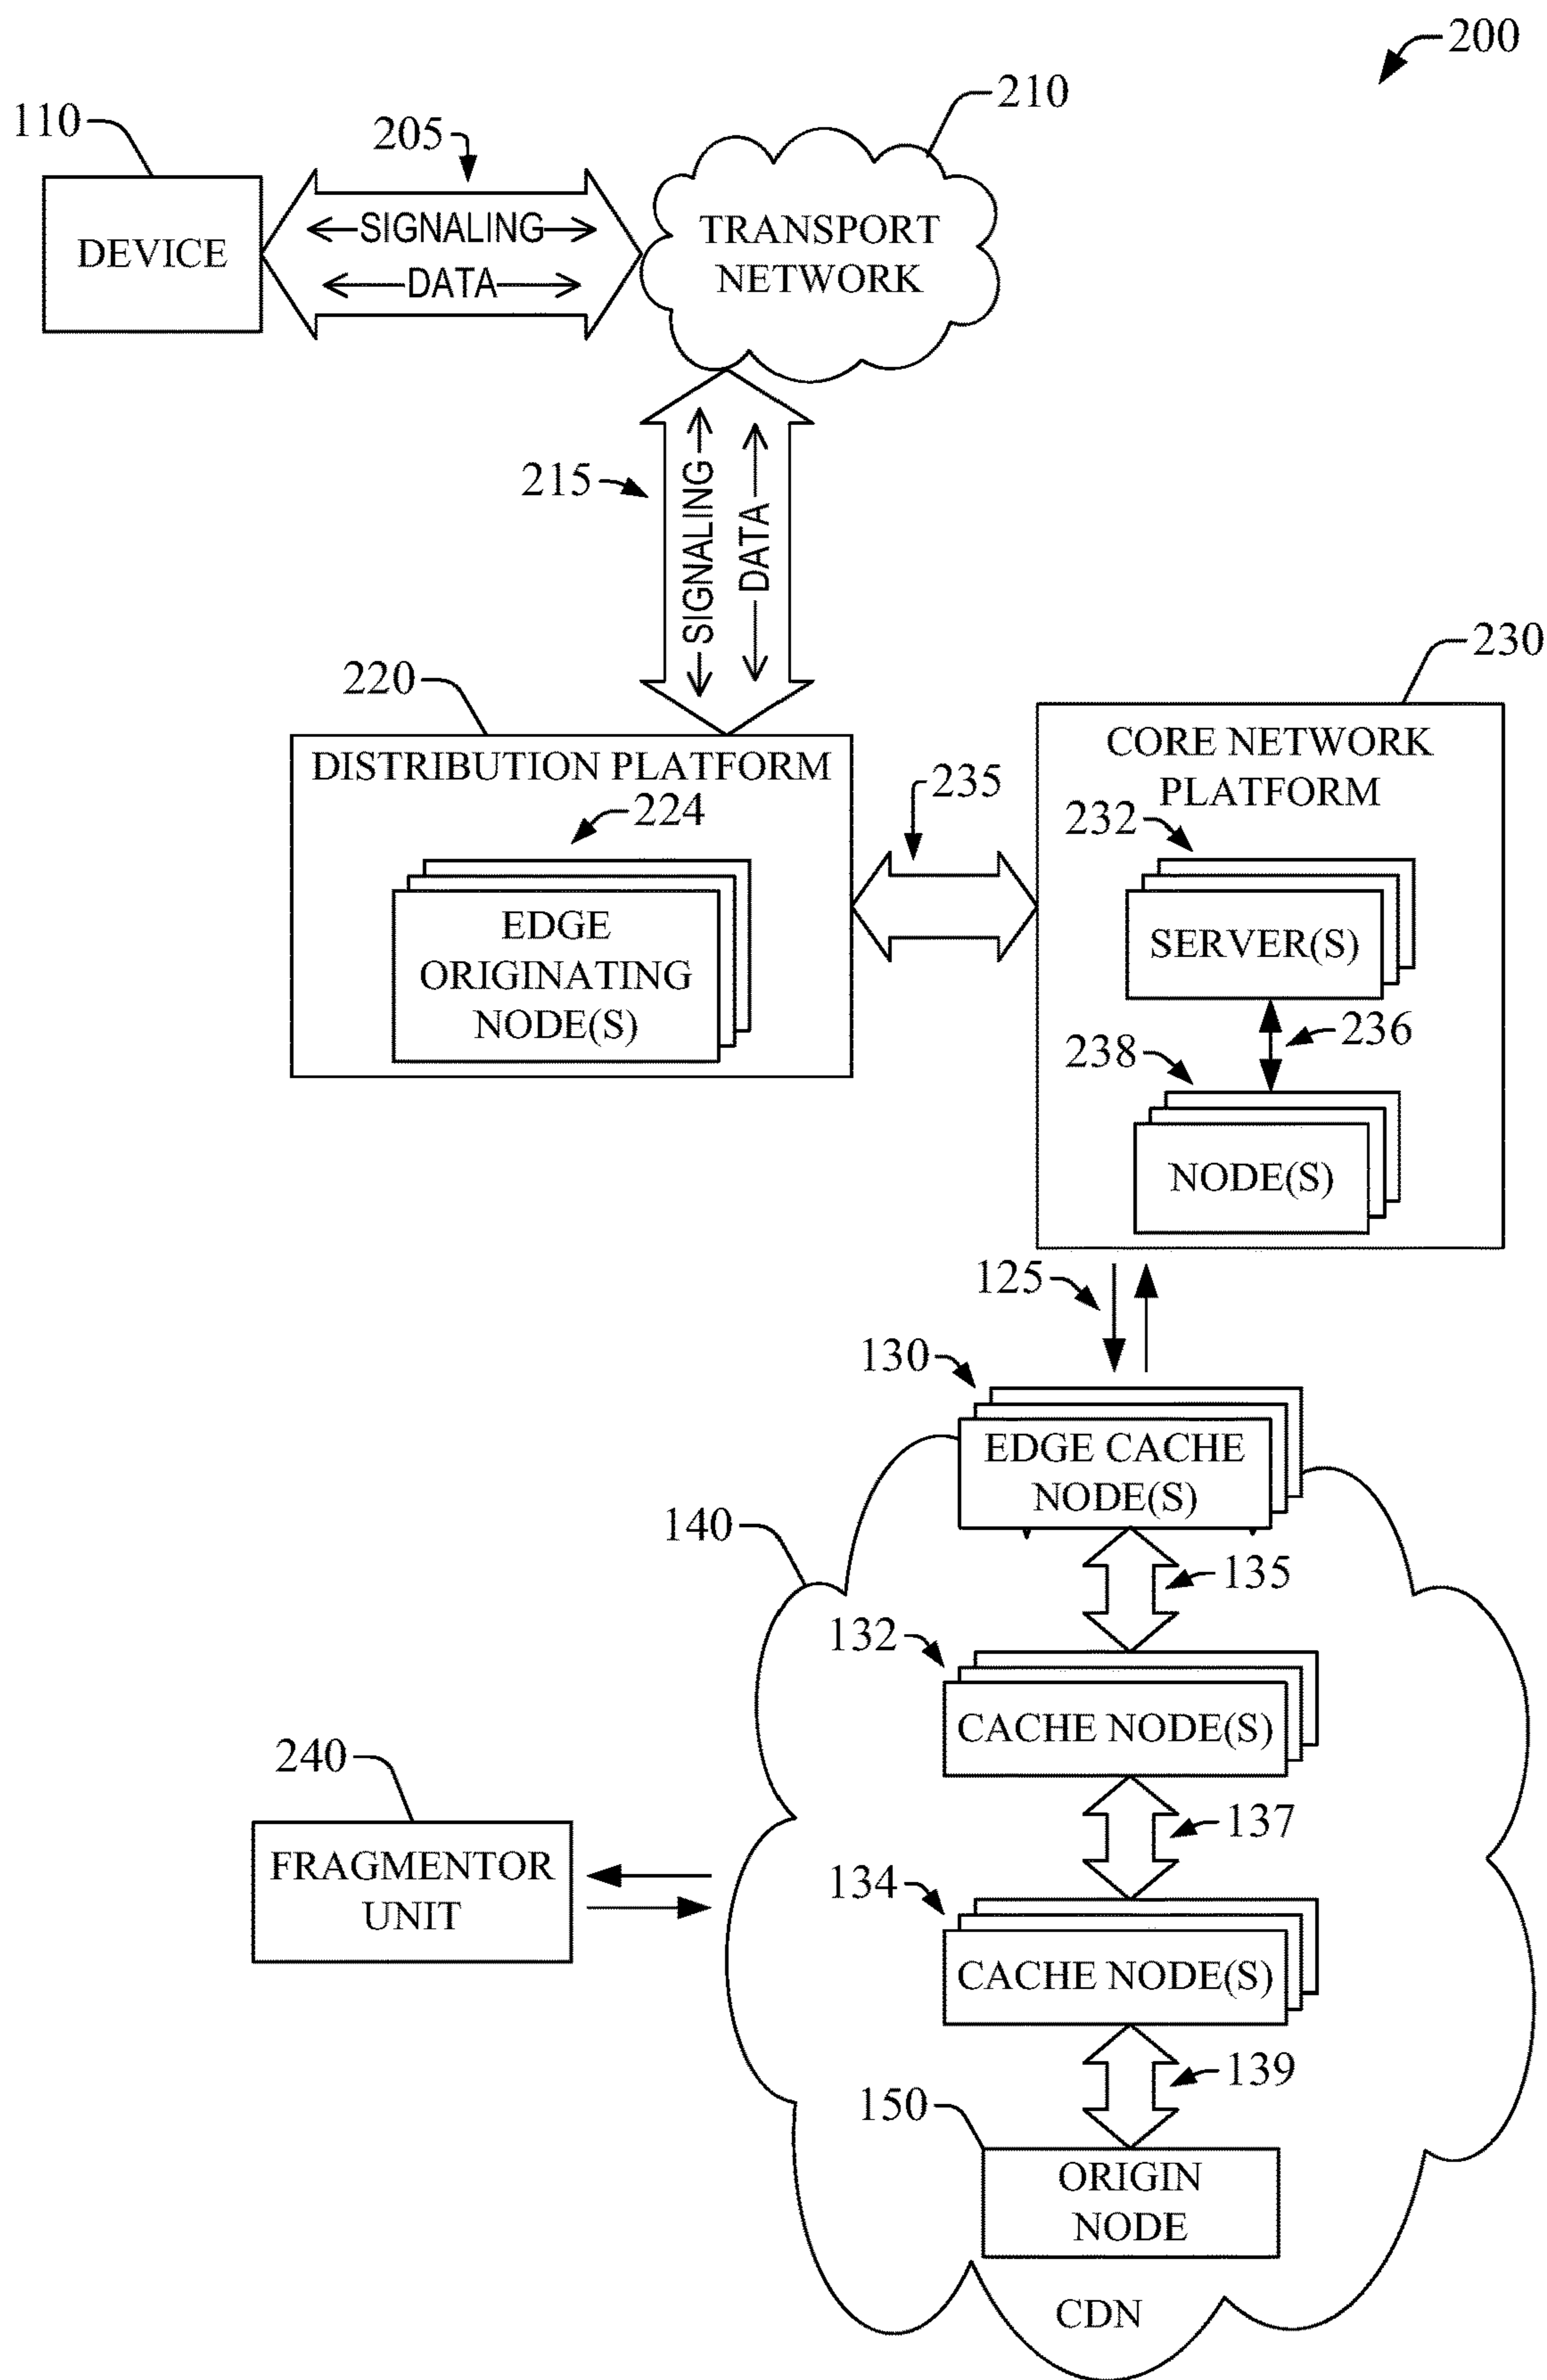 200
210
110
205
SIGNALING
DATA
DEVICE
TRANSPORT
NETWORK
215
SIGNALING
DATA
220
230
DISTRIBUTION PLATFORM
224
EDGE
ORIGINATING
NODE(S)
235
CORE NETWORK
PLATFORM
232
SERVER(S)
236
238
NODE(S)
125
130
EDGE CACHE
NODE(S)
140
135
132
CACHE NODE(S)
240
FRAGMENTOR
UNIT
137
134
CACHE NODE(S)
139
150
ORIGIN
NODE
CDN